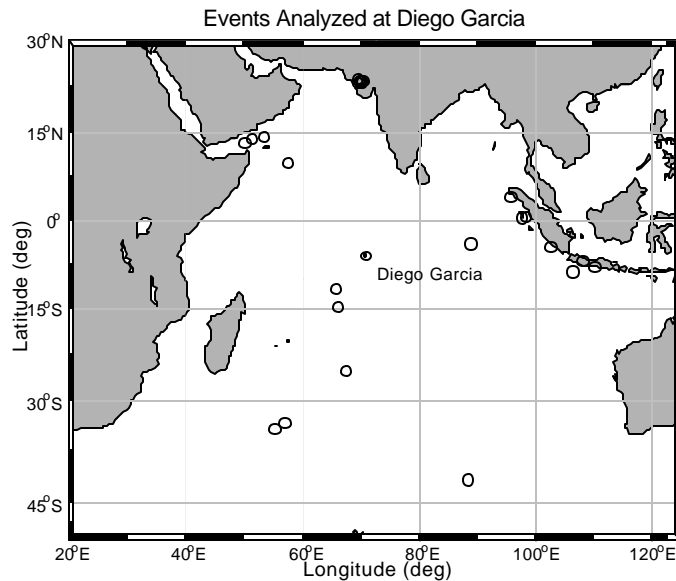 Events Analyzed at Diego Garcia
30°N
15°N
0°
15°S
30°S
45°S
Latitude (deg)
Diego Garcia
20°E 40°E 60°E 80°E 100°E 120°E
Longitude (deg)